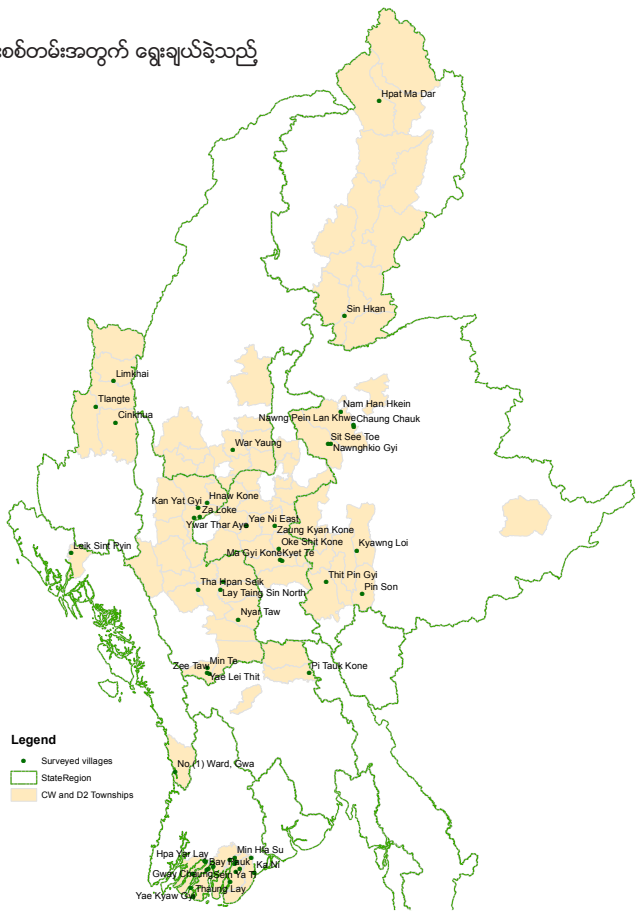 းစစ်တမ်းအတွက် ရွေးချယ်ခဲ့သည့်
Hpat Ma Dar
Sin Hkan
Limkhai
Tlangte
Cinkhua
Nam Han Hkein
Nawng Pein Lan Khwe
Chaung Chauk
War Yaung
Sit See Toe
Nawnghkio Gyi
Hnaw Kone
Kan Yat Gyi
Za Loke
Ywar Thar Aye
Yae Ni East
Zaung Kyan Kone
Leik Sint Pyin
Oke Shit Kone
Kyawng Loi
Ma Gyi Kone
Kyet Te
Tha Hpan Seik
Lay Taing Sin North
Thit Pin Gyi
Pin Son
Nyar Taw
Min Te
Zee Taw
Yae Lei Thit
Pi Tauk Kone
Legend
Surveyed villages
StateRegion
CW and D2 Townships
No (1) Ward, Gwa
Min Hla Su
Hpa Yar Lay
Bay Pauk
Ka Ni
Gway Chaung
Sein Ya Ti
Thaung Lay
Yae Kyaw Gyi